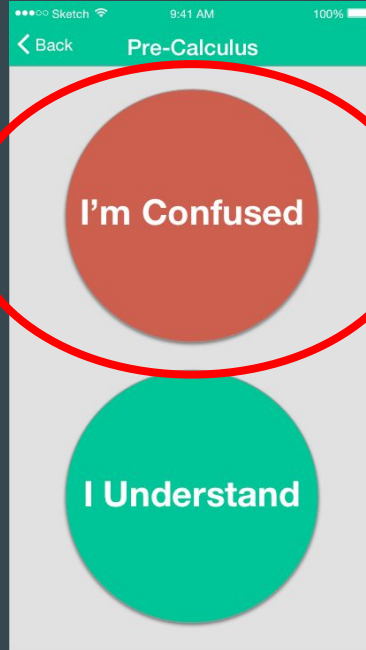 Sketch 9:41 AM 100%
Back Pre-Calculus
I'm Confused
I Understand